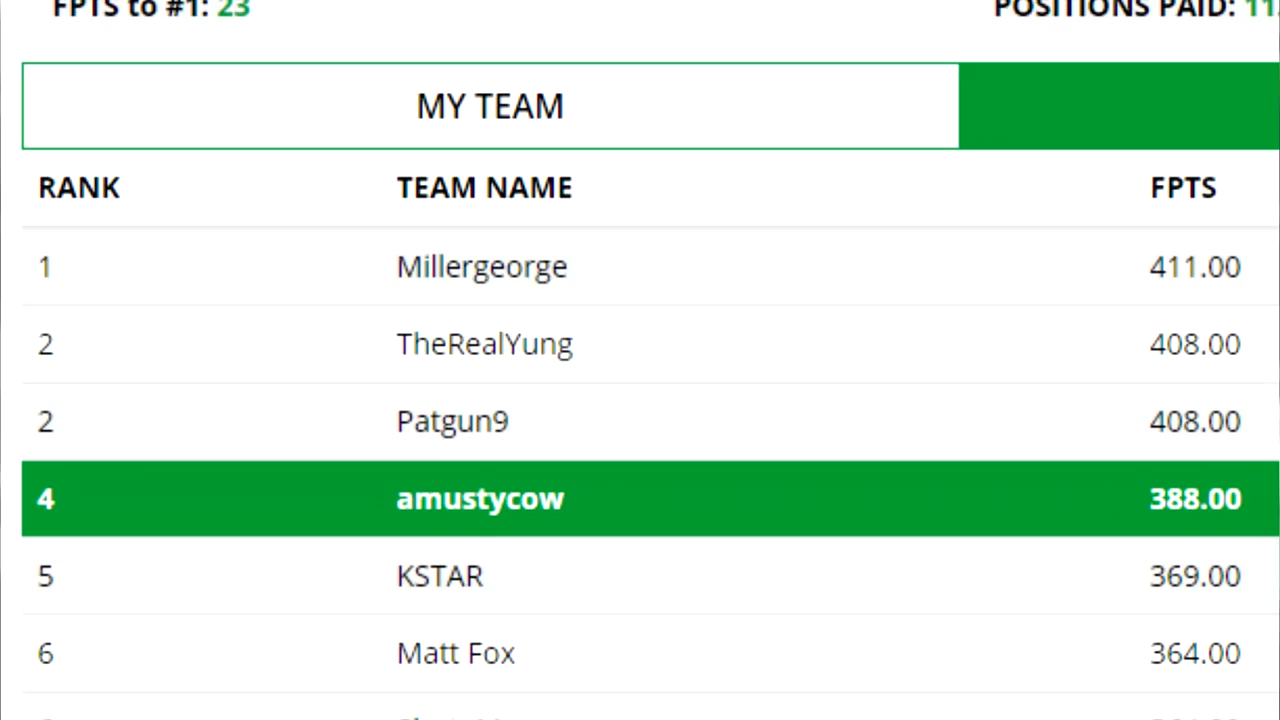 FPTS to #1: 23 POSITIONS PAID: 11
MY TEAM
RANK TEAM NAME FPTS
1 Millergeorge 411.00
2 TheRealYung 408.00
2 Patgun9 408.00
4 amustycow 388.00
5 KSTAR 369.00
6 Matt Fox 364.00